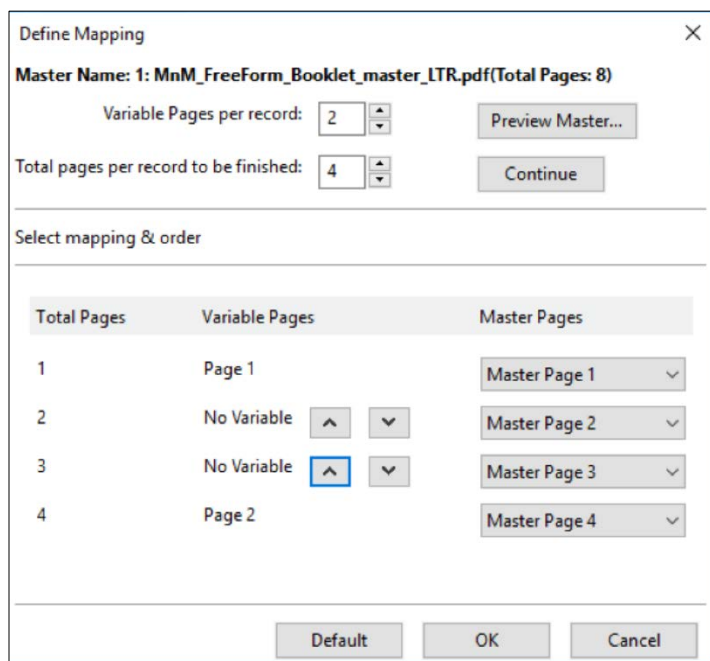 Define Mapping
Master Name: 1: MnM_FreeForm_Booklet_master_LTR.pdf(Total Pages: 8)
Variable Pages per record: 2 Preview Master...
Total pages per record to be finished: 4 Continue
Select mapping & order
Total Pages Variable Pages Master Pages
1 Page 1 Master Page 1
2 No Variable Master Page 2
3 No Variable Master Page 3
4 Page 2 Master Page 4
Default OK Cancel